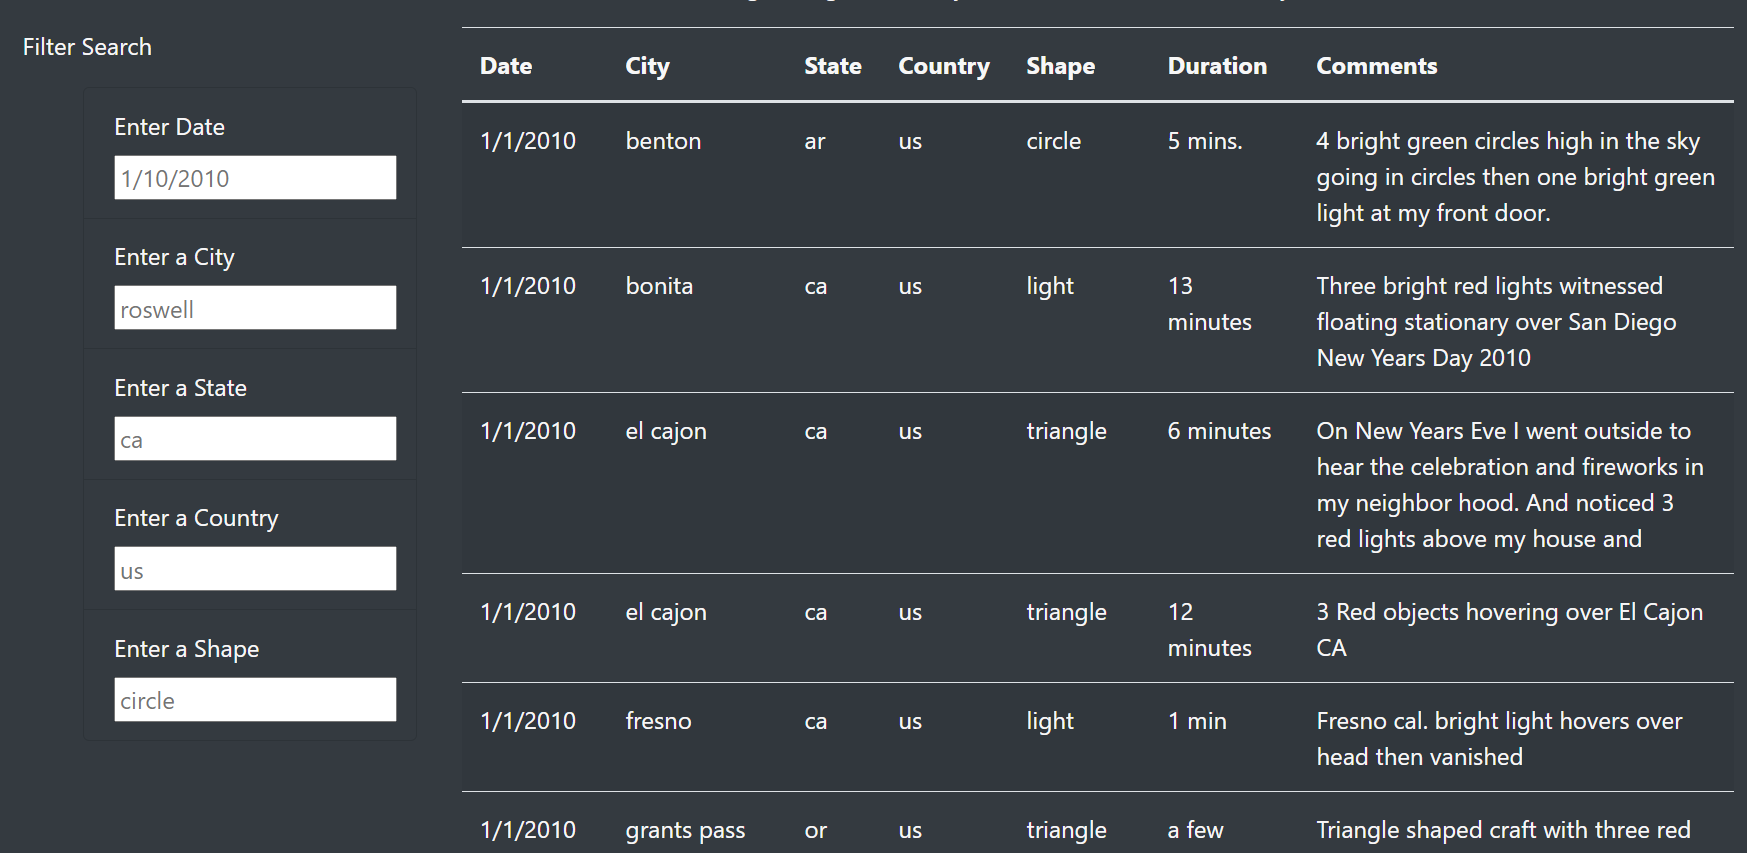 Filter Search
Enter Date
1/10/2010
Enter a City
roswell
Enter a State
ca
Enter a Country
us
Enter a Shape
circle
Date City State Country Shape Duration Comments
1/1/2010 benton ar us circle 5 mins. 4 bright green circles high in the sky
going in circles then one bright green
light at my front door.
1/1/2010 bonita ca us light 13 Three bright red lights witnessed
minutes floating stationary over San Diego
New Years Day 2010
1/1/2010 el cajon ca us triangle 6 minutes On New Years Eve I went outside to
hear the celebration and fireworks in
my neighbor hood. And noticed 3
red lights above my house and
1/1/2010 el cajon ca us triangle 12 3 Red objects hovering over El Cajon
minutes CA
1/1/2010 fresno ca us light 1 min Fresno cal. bright light hovers over
head then vanished
1/1/2010 grants pass or us triangle a few Triangle shaped craft with three red